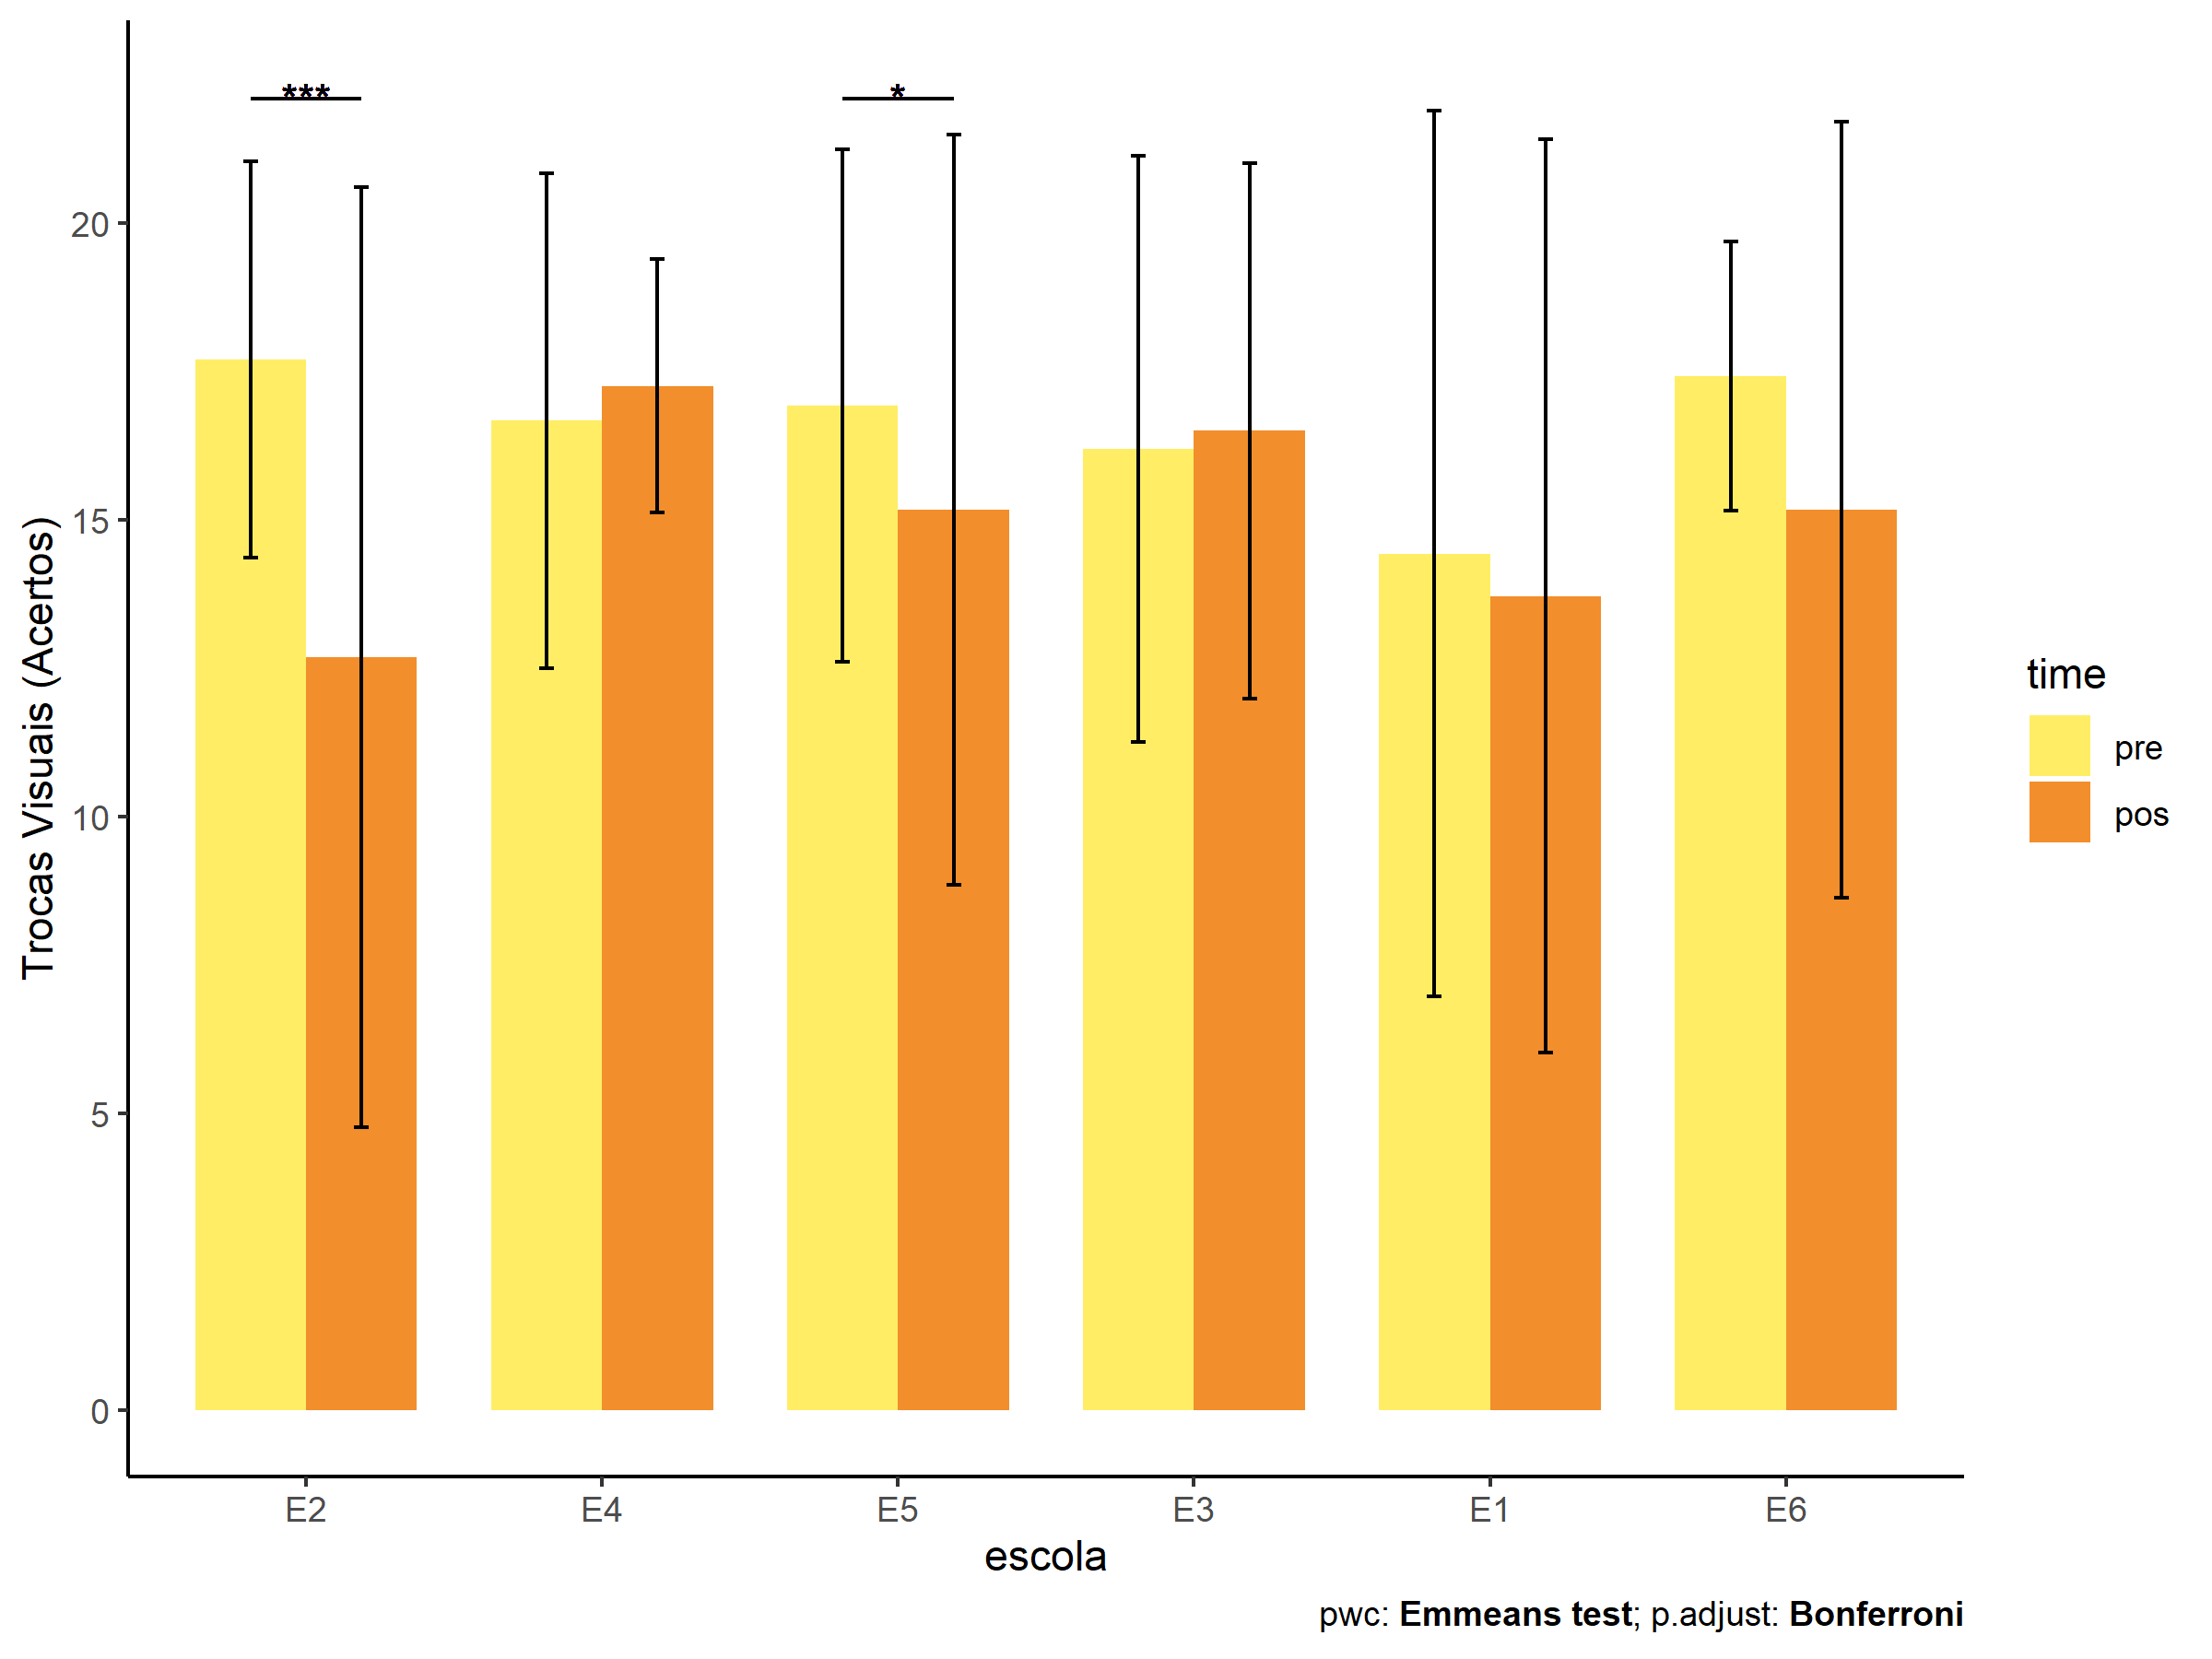 *** *
Trocas Visuais (Acertos)
20
15
10
5
0
E2 E4 E5 E3 E1 E6
escola
time
pre
pos
pwc: Emmeans test; p.adjust: Bonferroni